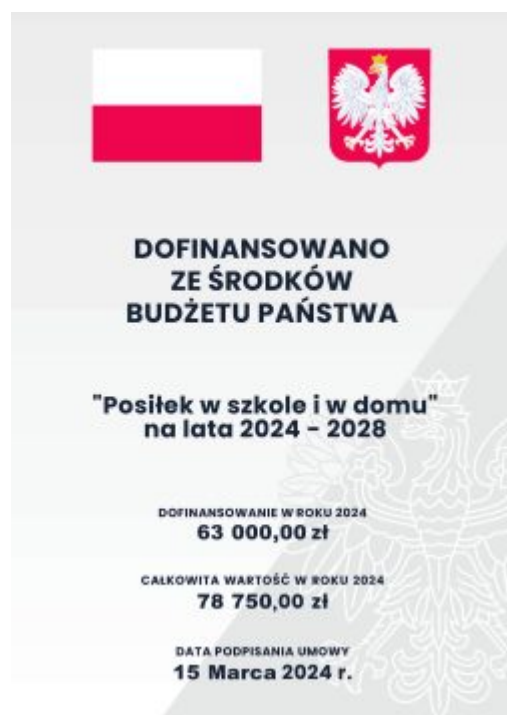 DOFINANSOWANO
ZE ŚRODKÓW
BUDŻETU PAŃSTWA
"Posiłek w szkole i w domu"
na lata 2024 - 2028
DOFINANSOWANIE W ROKU 2024
63 000,00 zł
CAŁKOWITA WARTOŚĆ W ROKU 2024
78 750,00 zł
DATA PODPISANIA UMOWY
15 Marca 2024 r.